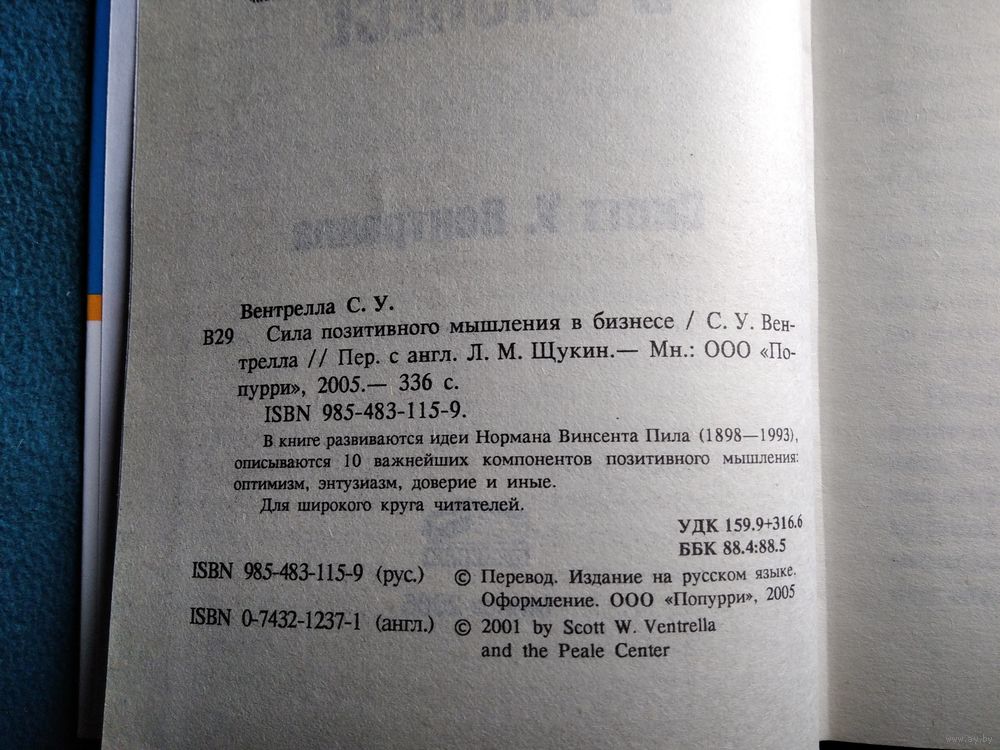 Вентрелла С. У.
В29 Сила позитивного мышления в бизнесе / С. У. Вен-
трелла // Пер. с англ. Л. М. Щукин.— Мн.: ООО «По-
пурри», 2005.— 336 с.
ISBN 985-483-115-9.
В книге развиваются идеи Нормана Винсента Пила (1898—1993),
описываются 10 важнейших компонентов позитивного мышления:
оптимизм, энтузиазм, доверие и иные.
Для широкого круга читателей.
УДК 159.9+316.6
ББК 88.4:88.5
ISBN 985-483-115-9 (рус.) © Перевод. Издание на русском языке.
Оформление. ООО «Попурри», 2005
ISBN 0-7432-1237-1 (англ.) © 2001 by Scott W. Ventrella
and the Peale Center
www.ay.by